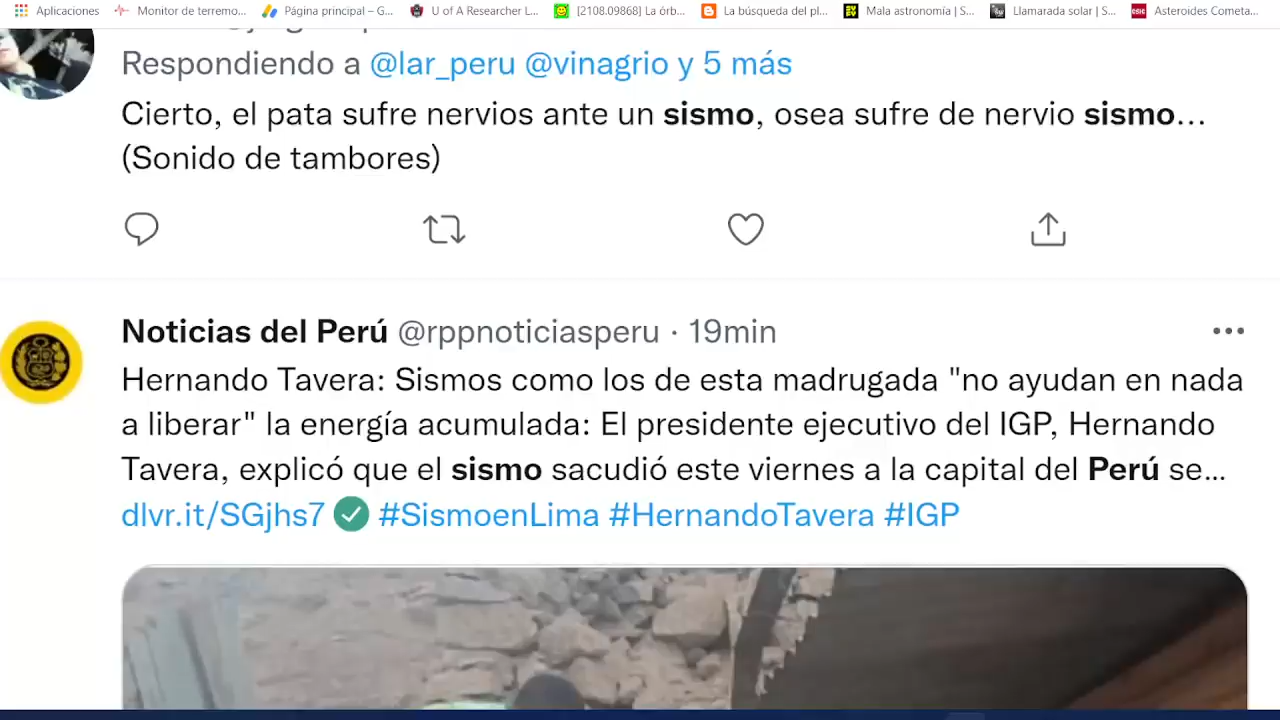 Aplicaciones Monitor de terremo... Página principal – G... U of A Researcher L... [2108.09868] La órb... La búsqueda del pl... Mala astronomía | S... Llamarada solar | S... Asteroides Cometa...
Respondiendo a @lar_peru @vinagrio y 5 más
Cierto, el pata sufre nervios ante un sismo, osea sufre de nervio sismo...
(Sonido de tambores)
Noticias del Perú @rppnoticiasperu · 19min
Hernando Tavera: Sismos como los de esta madrugada "no ayudan en nada
a liberar" la energía acumulada: El presidente ejecutivo del IGP, Hernando
Tavera, explicó que el sismo sacudió este viernes a la capital del Perú se...
dlvr.it/SGjhs7 #SismoenLima #HernandoTavera #IGP